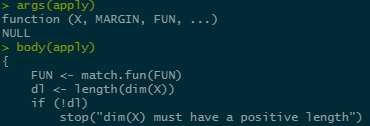 > args(apply)
function (X, MARGIN, FUN, ...)
NULL
> body(apply)
{
    FUN <- match.fun(FUN)
    dl <- length(dim(X))
    if (!dl)
        stop("dim(X) must have a positive length")